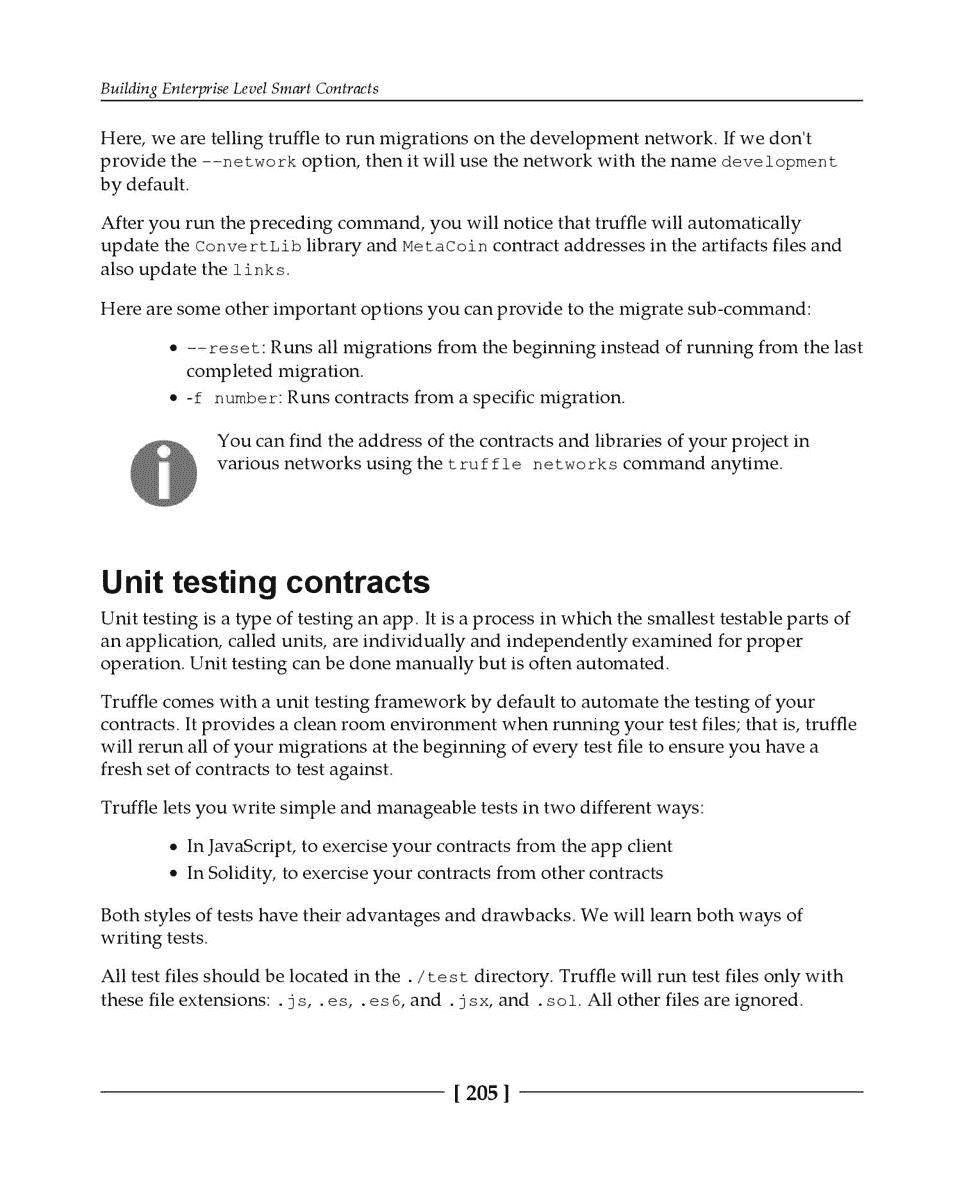 Building Enterprise Level Smart Contracts
Here, we are telling truffle to run migrations on the development network. If we don't
provide the --network option, then it will use the network with the name development
by default.
After you run the preceding command, you will notice that truffle will automatically
update the ConvertLib library and MetaCoin contract addresses in the artifacts files and
also update the links.
Here are some other important options you can provide to the migrate sub-command:
• --reset: Runs all migrations from the beginning instead of running from the last
completed migration.
• -f number: Runs contracts from a specific migration.
You can find the address of the contracts and libraries of your project in
various networks using the truffle networks command anytime.
Unit testing contracts
Unit testing is a type of testing an app. It is a process in which the smallest testable parts of
an application, called units, are individually and independently examined for proper
operation. Unit testing can be done manually but is often automated.
Truffle comes with a unit testing framework by default to automate the testing of your
contracts. It provides a clean room environment when running your test files; that is, truffle
will rerun all of your migrations at the beginning of every test file to ensure you have a
fresh set of contracts to test against.
Truffle lets you write simple and manageable tests in two different ways:
• In JavaScript, to exercise your contracts from the app client
• In Solidity, to exercise your contracts from other contracts
Both styles of tests have their advantages and drawbacks. We will learn both ways of
writing tests.
All test files should be located in the ./test directory. Truffle will run test files only with
these file extensions: .js, .es, .es6, and .jsx, and .sol. All other files are ignored.
[ 205 ]